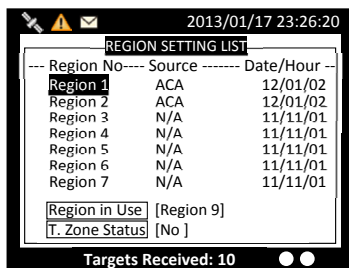 2013/01/17 23:26:20
REGION SETTING LIST
--- Region No---- Source ------- Date/Hour --
Region 1 ACA 12/01/02
Region 2 ACA 12/01/02
Region 3 N/A 11/11/01
Region 4 N/A 11/11/01
Region 5 N/A 11/11/01
Region 6 N/A 11/11/01
Region 7 N/A 11/11/01
Region in Use [Region 9]
T. Zone Status [No ]
Targets Received: 10